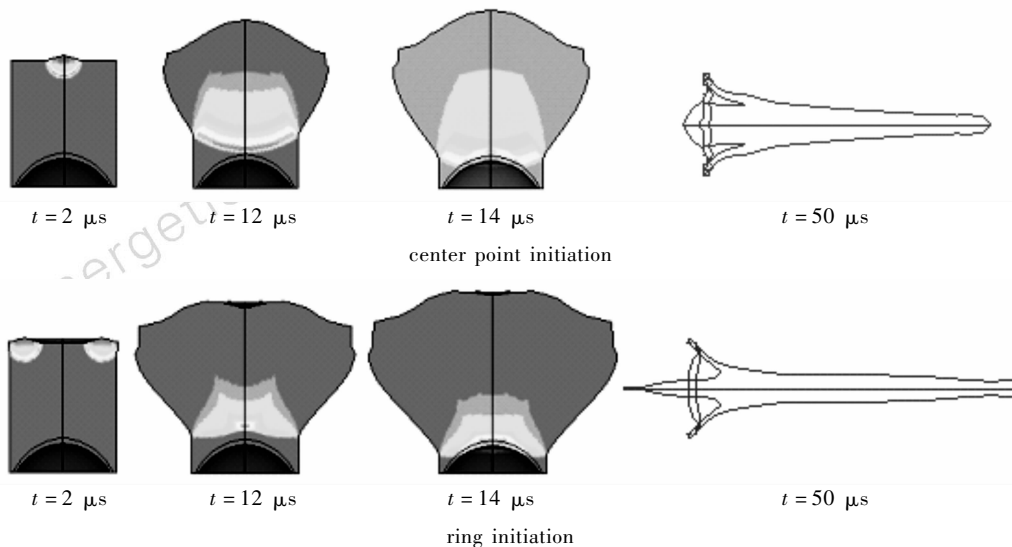 t = 2 μs
t = 12 μs
t = 14 μs
t = 50 μs
center point initiation
t = 2 μs
t = 12 μs
t = 14 μs
t = 50 μs
ring initiation